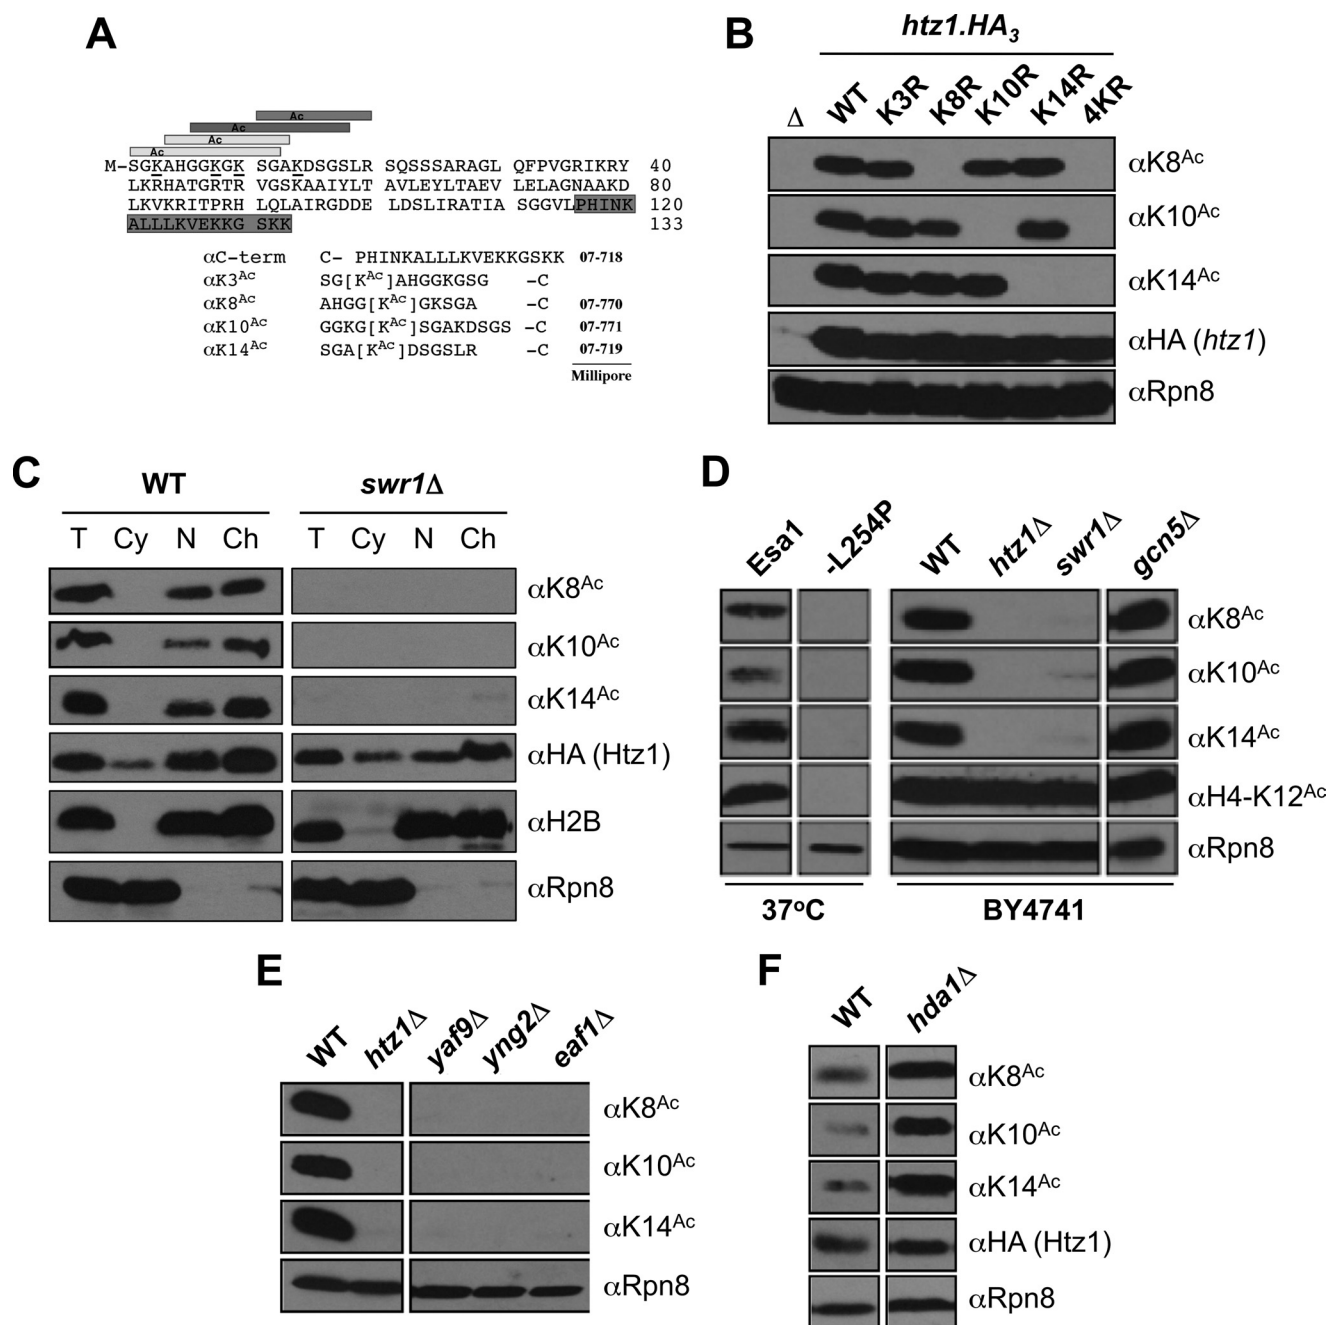 A
Ac
Ac
Ac
Ac
M-SGKAHGGKGK SGAKDSGSLR SQSSSARAGL QFPVGRIKRY 40
LKRHATGRTR VGSKAAIYLT AVLEYLTAEV LELAGNAAKD 80
LKVKRITPRH LQLAIRGDDE LDSLIRATIA SGGVLPHINK 120
ALLLKVEKKG SKK 133
αC-term C- PHINKALLLKVEKKGSKK 07-718
αK3Ac SG[KAc]AHGGKGSG -C
αK8Ac AHGG[KAc]GKSGA -C 07-770
αK10Ac GGKG[KAc]SGAKDSGS -C 07-771
αK14Ac SGA[KAc]DSGSLR -C 07-719
Millipore
B
htz1.HA3
Δ WT K3R K8R K10R K14R 4KR
αK8Ac
αK10Ac
αK14Ac
αHA (htz1)
αRpn8
C
WT swr1Δ
T Cy N Ch T Cy N Ch
αK8Ac
αK10Ac
αK14Ac
αHA (Htz1)
αH2B
αRpn8
D
Esa1 -L254P WT htz1Δ swr1Δ gcn5Δ
αK8Ac
αK10Ac
αK14Ac
αH4-K12Ac
αRpn8
37oC BY4741
E
WT htz1Δ yaf9Δ yng2Δ eaf1Δ
αK8Ac
αK10Ac
αK14Ac
αRpn8
F
WT hda1Δ
αK8Ac
αK10Ac
αK14Ac
αHA (Htz1)
αRpn8